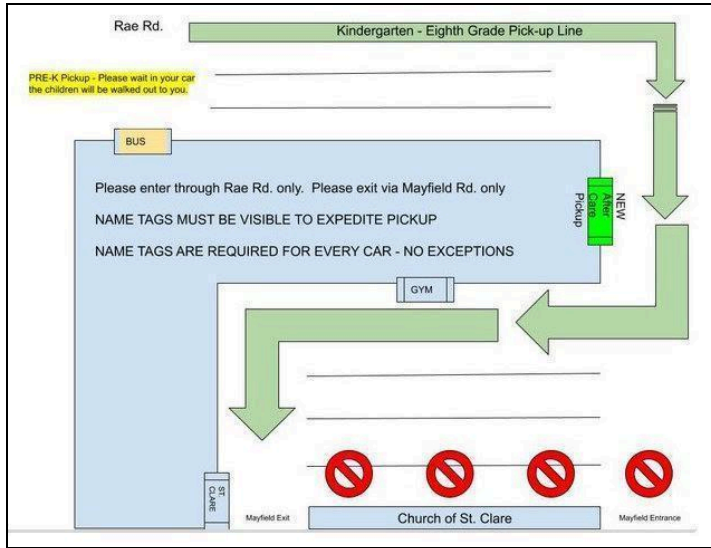 Rae Rd.
Kindergarten - Eighth Grade Pick-up Line
PRE-K Pickup - Please wait in your car
the children will be walked out to you.
BUS
Please enter through Rae Rd. only.  Please exit via Mayfield Rd. only
NAME TAGS MUST BE VISIBLE TO EXPEDITE PICKUP
NAME TAGS ARE REQUIRED FOR EVERY CAR - NO EXCEPTIONS
NEW
After
Care
Pickup
GYM
ST.
CLARE
Mayfield Exit
Church of St. Clare
Mayfield Entrance